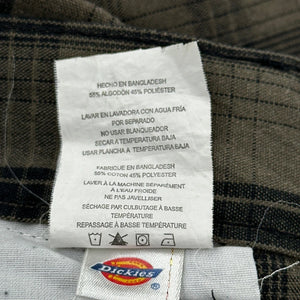 HECHO EN BANGLADESH
55% ALGODÓN 45% POLIÉSTER
LAVAR EN LAVADORA CON AGUA FRÍA
POR SEPARADO
NO USAR BLANQUEADOR
SECAR A TEMPERATURA BAJA
USAR PLANCHA A TEMPERATURA BAJA
FABRIQUÉ EN BANGLADESH
55% COTON 45% POLYESTER
LAVER À LA MACHINE SÉPARÉMENT
À L'EAU FROIDE
NE PAS JAVELLISER
SÉCHAGE PAR CULBUTAGE À BASSE
TEMPÉRATURE
REPASSAGE À BASSE TEMPÉRATURE
Dickies